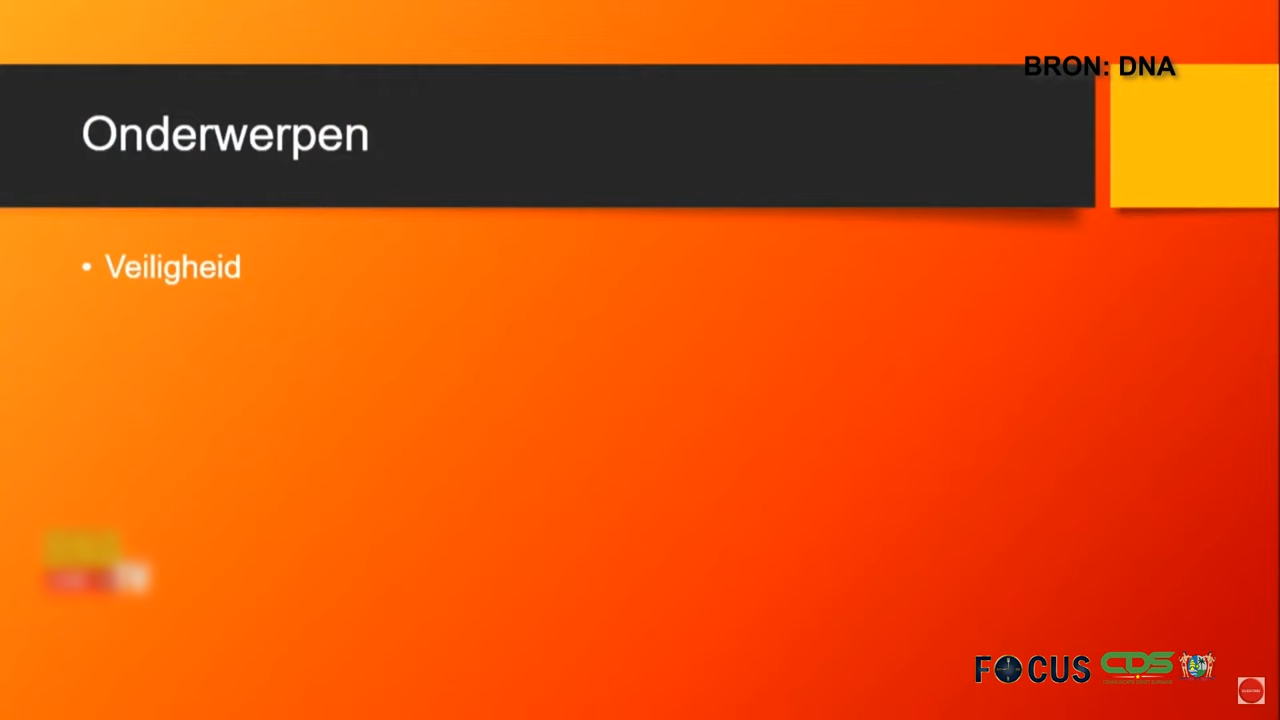 BRON: DNA
Onderwerpen
• Veiligheid
FOCUS
CDS